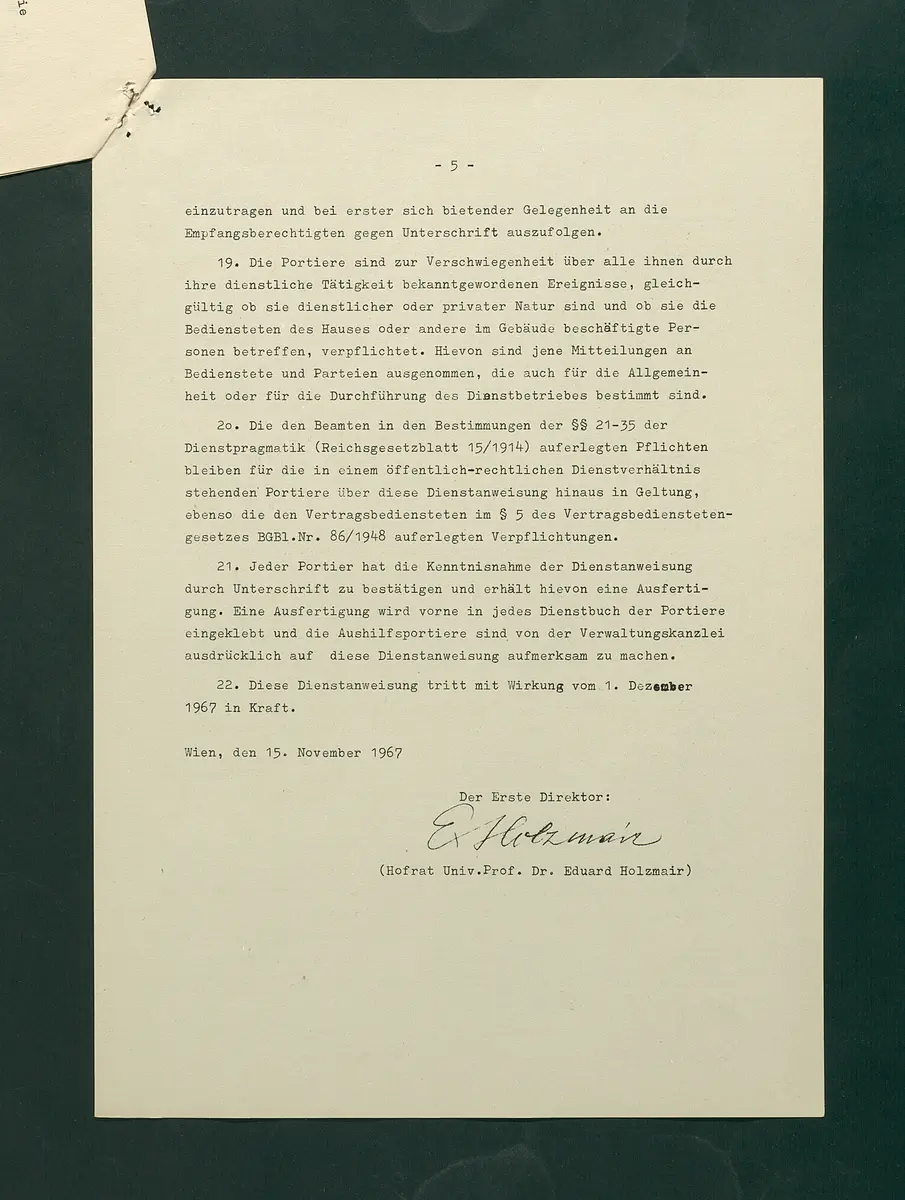 ie
- 5 -
einzutragen und bei erster sich bietender Gelegenheit an die
Empfangsberechtigten gegen Unterschrift auszufolgen.
19. Die Portiere sind zur Verschwiegenheit über alle ihnen durch
ihre dienstliche Tätigkeit bekanntgewordenen Ereignisse, gleich-
gültig ob sie dienstlicher oder privater Natur sind und ob sie die
Bediensteten des Hauses oder andere im Gebäude beschäftigte Per-
sonen betreffen, verpflichtet. Hievon sind jene Mitteilungen an
Bedienstete und Parteien ausgenommen, die auch für die Allgemein-
heit oder für die Durchführung des Dienstbetriebes bestimmt sind.
2o. Die den Beamten in den Bestimmungen der §§ 21-35 der
Dienstpragmatik (Reichsgesetzblatt 15/1914) auferlegten Pflichten
bleiben für die in einem öffentlich-rechtlichen Dienstverhältnis
stehenden Portiere über diese Dienstanweisung hinaus in Geltung,
ebenso die den Vertragsbediensteten im § 5 des Vertragsbediensteten-
gesetzes BGBl.Nr. 86/1948 auferlegten Verpflichtungen.
21. Jeder Portier hat die Kenntnisnahme der Dienstanweisung
durch Unterschrift zu bestätigen und erhält hievon eine Ausferti-
gung. Eine Ausfertigung wird vorne in jedes Dienstbuch der Portiere
eingeklebt und die Aushilfsportiere sind von der Verwaltungskanzlei
ausdrücklich auf diese Dienstanweisung aufmerksam zu machen.
22. Diese Dienstanweisung tritt mit Wirkung vom 1. Dezember
1967 in Kraft.
Wien, den 15. November 1967
Der Erste Direktor:
E Holzmair
(Hofrat Univ.Prof. Dr. Eduard Holzmair)